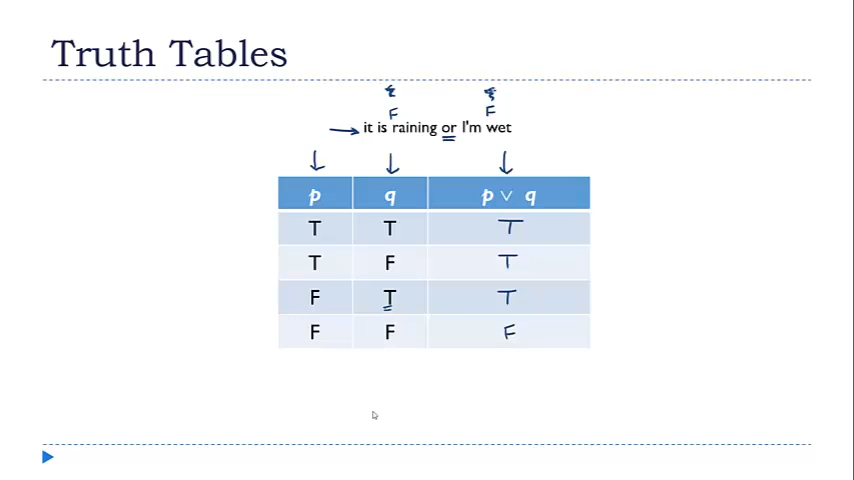 Truth Tables
F F
it is raining or I'm wet
p q p ∨ q
T T T
T F T
F T T
F F F